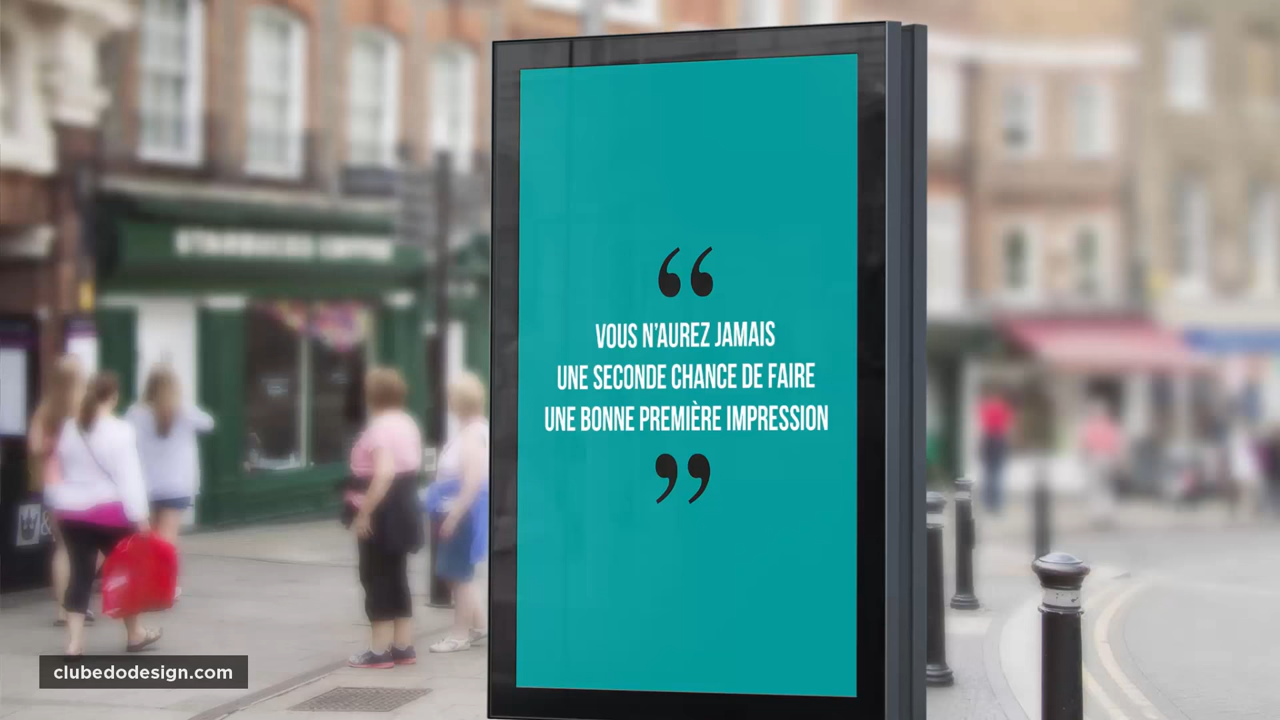 “
VOUS N’AUREZ JAMAIS
UNE SECONDE CHANCE DE FAIRE
UNE BONNE PREMIÈRE IMPRESSION
”
clubedodesign.com